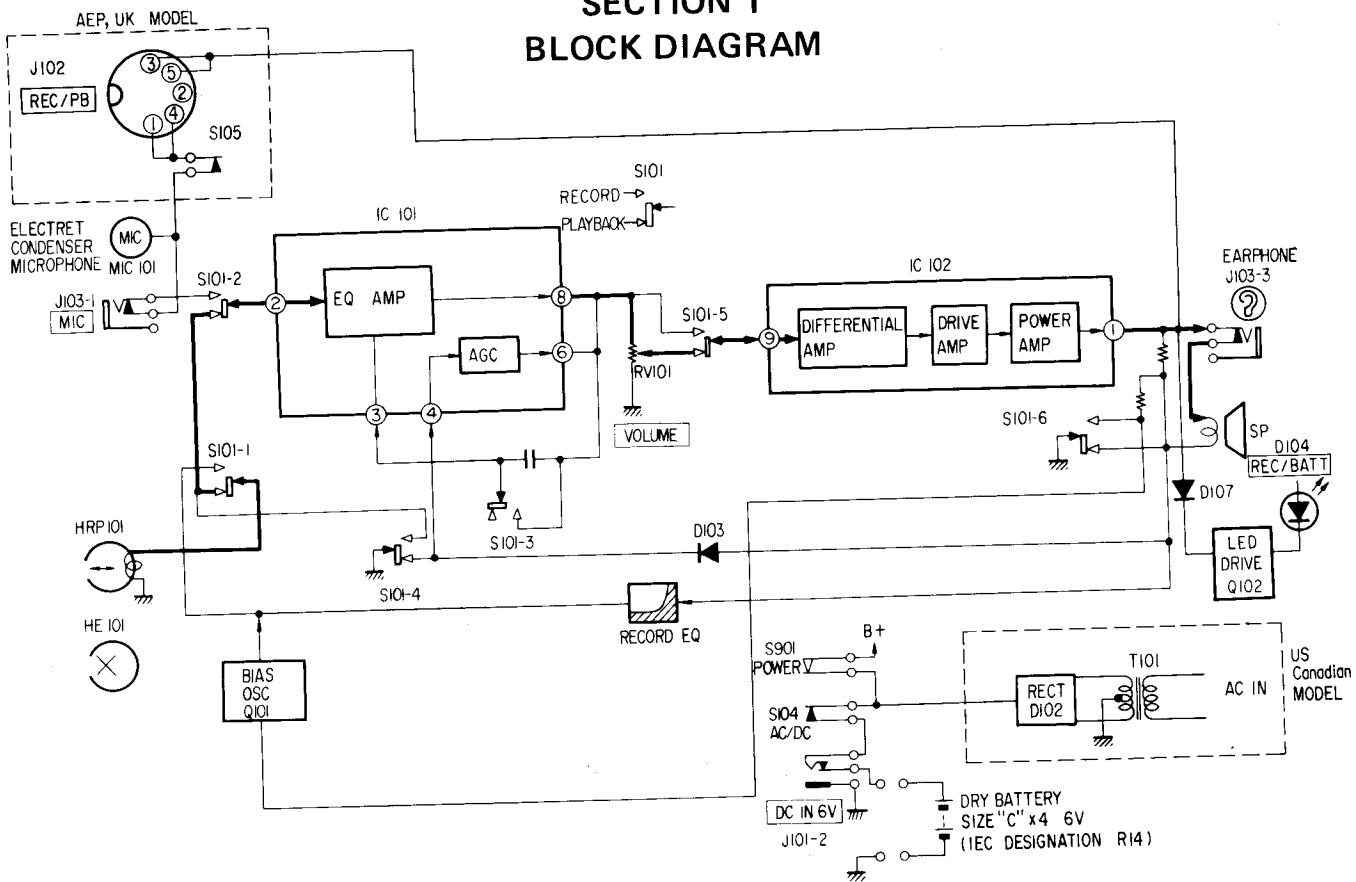 SECTION 1
BLOCK DIAGRAM
AEP, UK MODEL
J102
REC/PB
3
5
2
4
1
S105
S101
RECORD
PLAYBACK
ELECTRET
CONDENSER
MICROPHONE
MIC
MIC 101
S101-2
J103-1
MIC
IC 101
2
EQ AMP
8
AGC
6
3
4
RV101
VOLUME
S101-5
IC 102
9
DIFFERENTIAL
AMP
DRIVE
AMP
POWER
AMP
1
EARPHONE
J103-3
S101-6
SP
D104
REC/BATT
D107
LED
DRIVE
Q102
S101-1
HRP101
S101-3
D103
S101-4
HE 101
RECORD EQ
BIAS
OSC
Q101
S901
POWER
B+
S104
AC/DC
RECT
D102
T101
AC IN
US
Canadian
MODEL
DC IN 6V
J101-2
DRY BATTERY
SIZE "C" x4 6V
(IEC DESIGNATION R14)